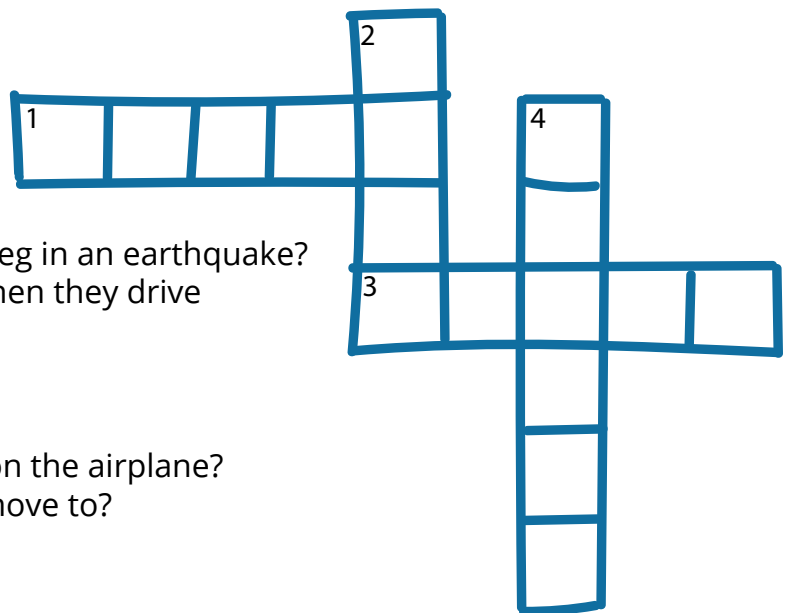 2
1
4
eg in an earthquake?
hen they drive
3
on the airplane?
nove to?